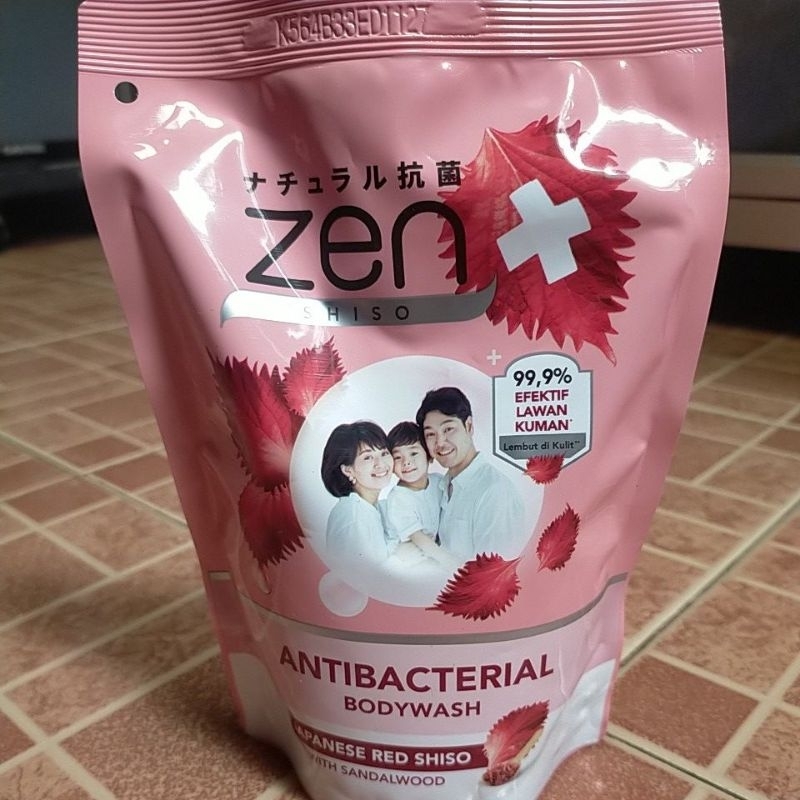 K564B33ED1127
ナチュラル抗菌
zen
SHISO
99,9%
EFEKTIF
LAWAN
KUMAN*
Lembut di Kulit**
ANTIBACTERIAL
BODYWASH
JAPANESE RED SHISO
WITH SANDALWOOD